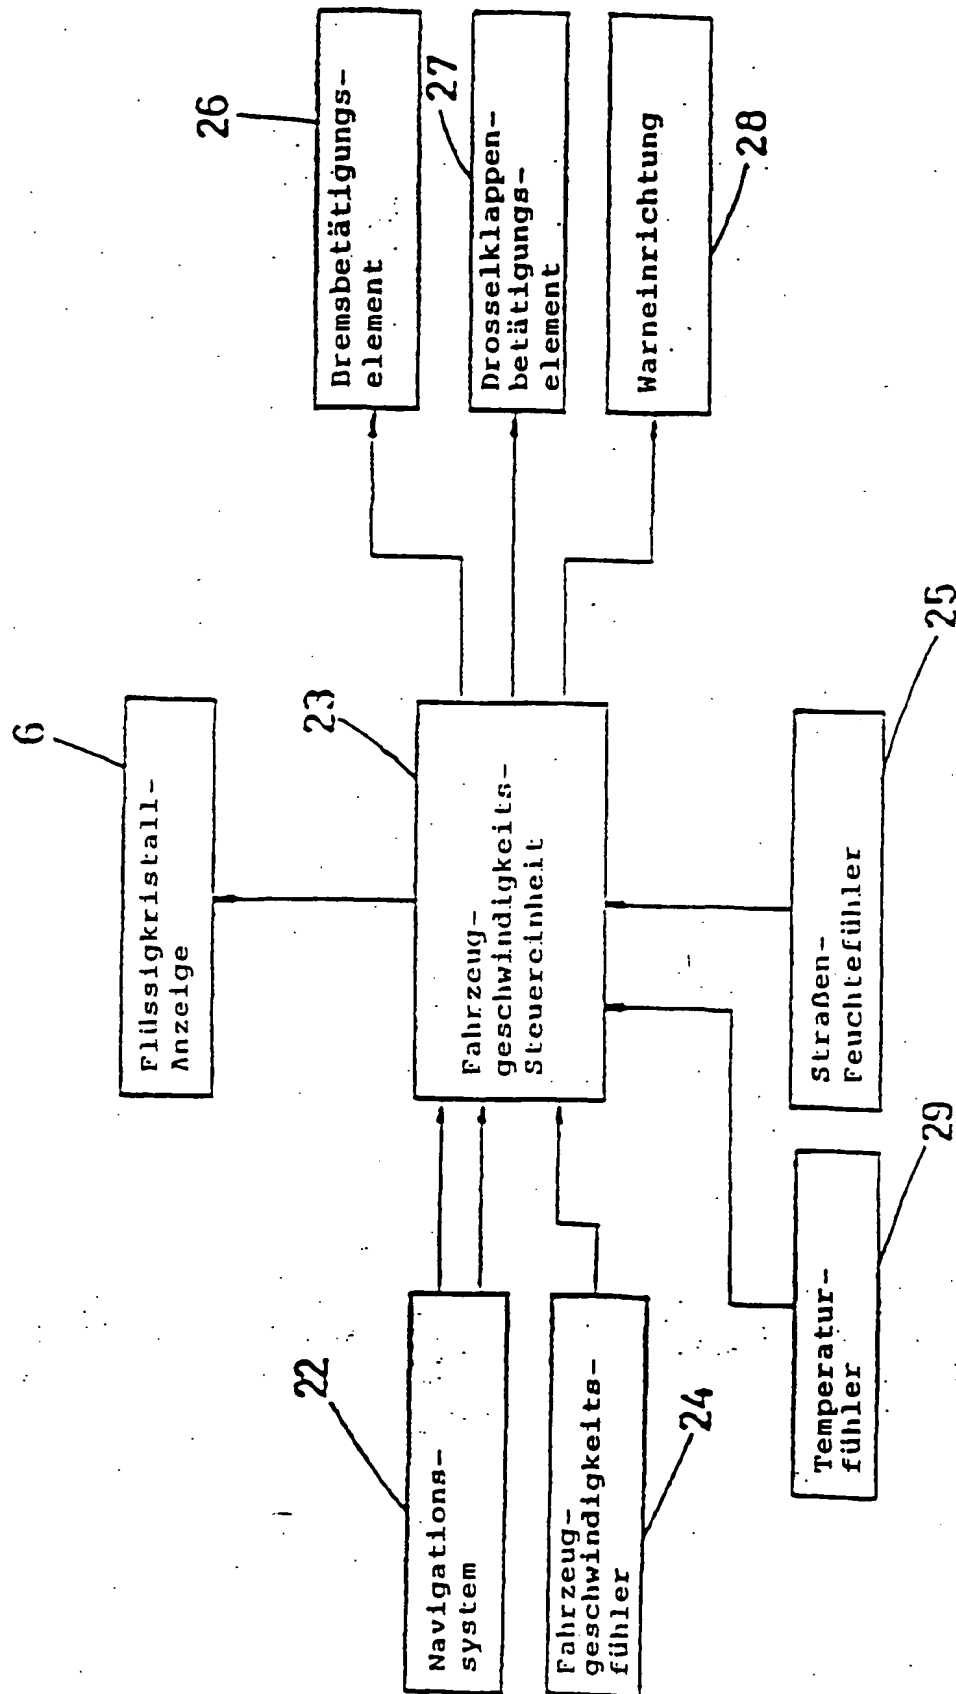 6
Flüssigkristall-
Anzeige
22
Navigations-
system
23
Fahrzeug-
geschwindigkeits-
Steuereinheit
26
Bremsbetätigungs-
element
27
Drosselklappen-
betätigungs-
element
Fahrzeug-
geschwindigkeits-
fühler
24
Warneinrichtung
28
Temperatur-
fühler
29
Straßen-
Feuchtefühler
25